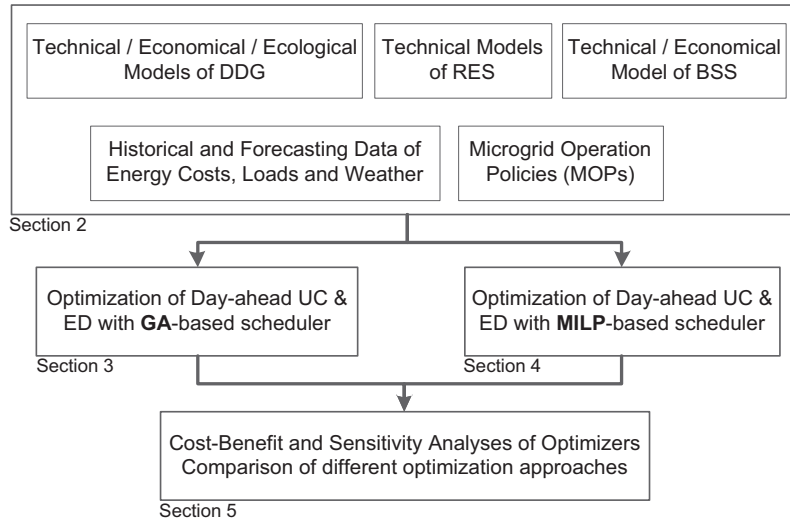 Technical / Economical / Ecological
Models of DDG
Technical Models
of RES
Technical / Economical
Model of BSS
Historical and Forecasting Data of
Energy Costs, Loads and Weather
Microgrid Operation
Policies (MOPs)
Section 2
Optimization of Day-ahead UC &
ED with GA-based scheduler
Section 3
Optimization of Day-ahead UC &
ED with MILP-based scheduler
Section 4
Cost-Benefit and Sensitivity Analyses of Optimizers
Comparison of different optimization approaches
Section 5